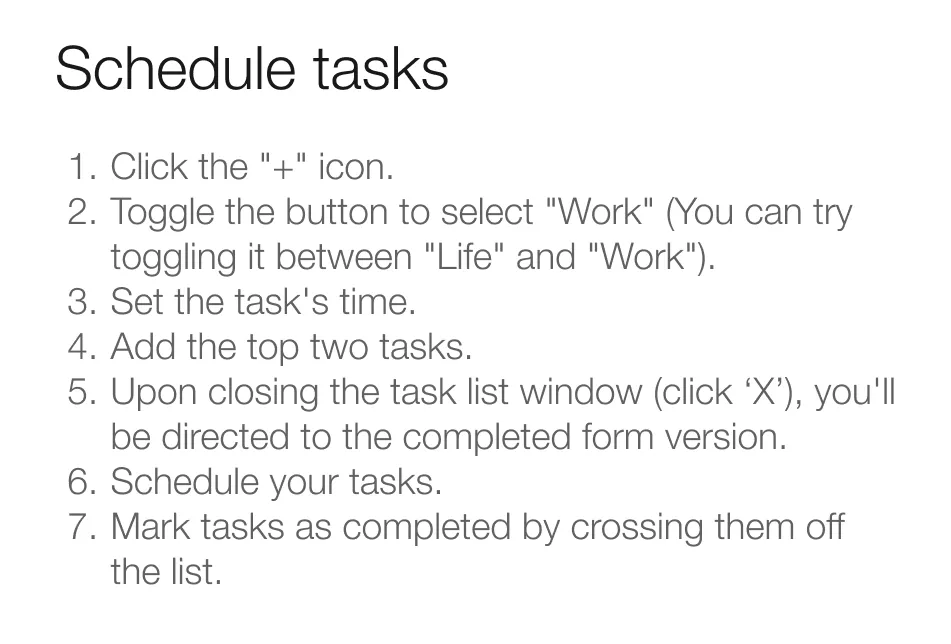 Schedule tasks
1. Click the "+" icon.
2. Toggle the button to select "Work" (You can try
toggling it between "Life" and "Work").
3. Set the task's time.
4. Add the top two tasks.
5. Upon closing the task list window (click ‘X’), you'll
be directed to the completed form version.
6. Schedule your tasks.
7. Mark tasks as completed by crossing them off
the list.